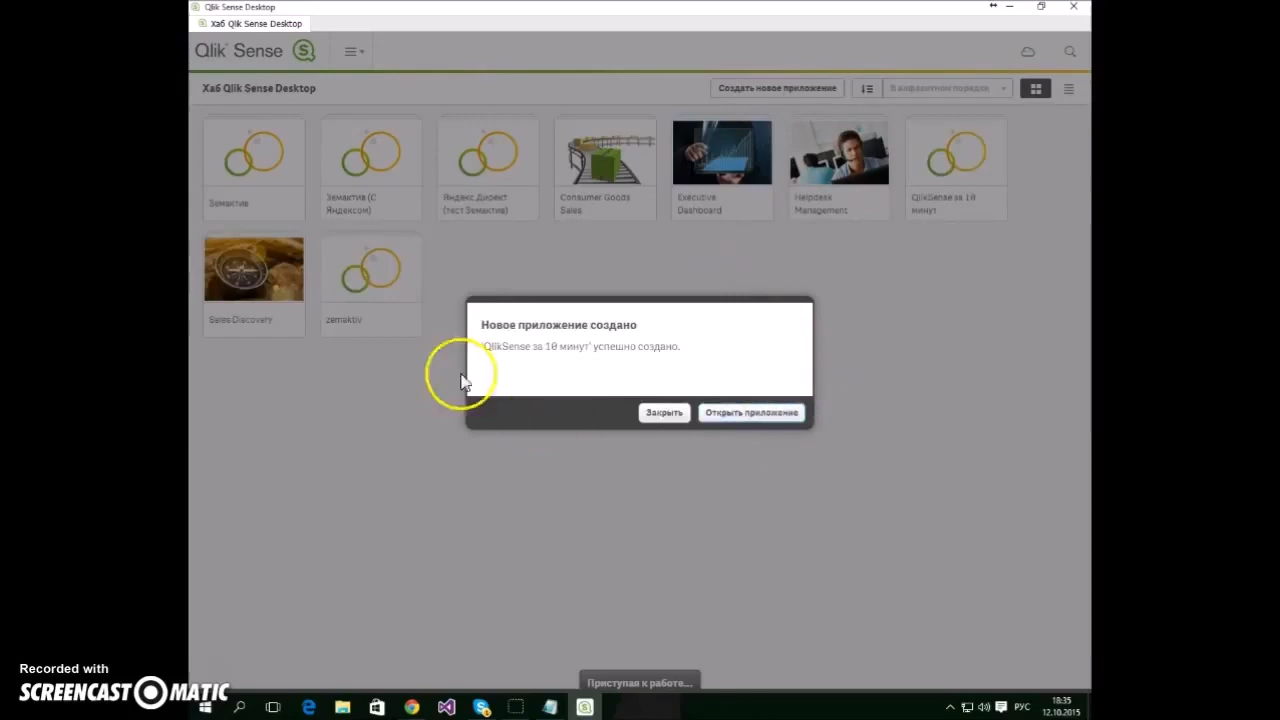 Qlik Sense Desktop
Хаб Qlik Sense Desktop
Qlik Sense
Хаб Qlik Sense Desktop
Создать новое приложение
В алфавитном порядке
Земактив
Земактив (С Яндексом)
Яндекс Директ (тест Земактив)
Consumer Goods Sales
Executive Dashboard
Helpdesk Management
QlikSense за 10 минут
Sales Discovery
zemaktiv
Новое приложение создано
'QlikSense за 10 минут' успешно создано.
Закрыть
Открыть приложение
Приступая к работе...
Recorded with
SCREENCAST MATIC
РУС
18:35
12.10.2015